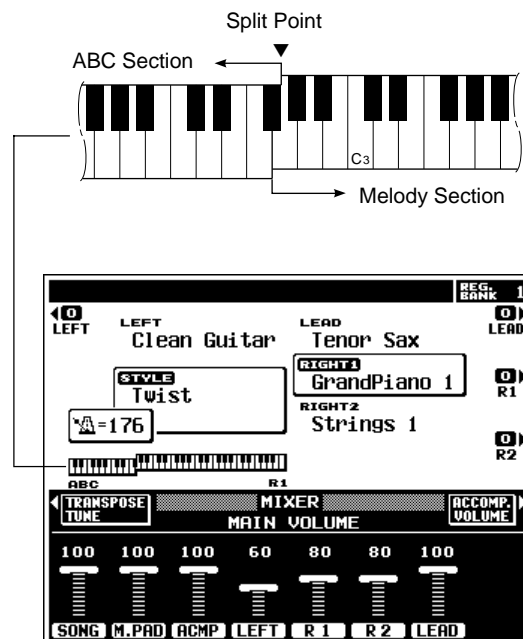 Split Point
ABC Section
C3
Melody Section
REG. BANK 1
0 LEFT
LEFT
Clean Guitar
LEAD
Tenor Sax
0 LEAD
STYLE
Twist
RIGHT1
GrandPiano 1
0 R1
=176
RIGHT2
Strings 1
0 R2
ABC
R1
TRANSPOSE TUNE
MIXER
ACCOMP. VOLUME
MAIN VOLUME
100 100 100 60 80 80 100
SONG M.PAD ACMP LEFT R 1 R 2 LEAD